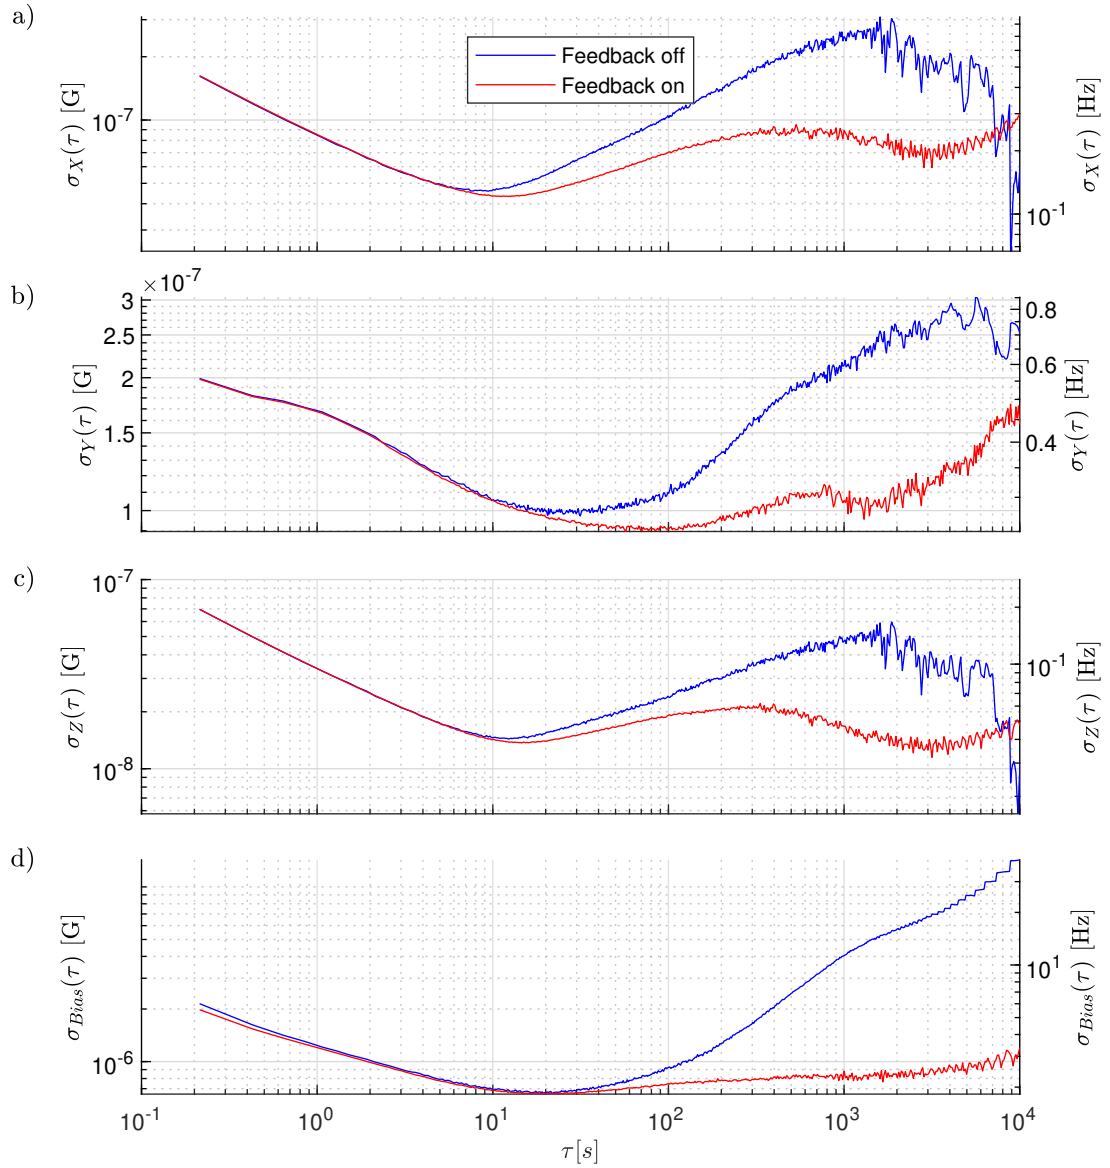 a)
Feedback off
Feedback on
10^-7
σ_X(τ) [G]
10^-1
σ_X(τ) [Hz]
b)
×10^-7
3
2.5
2
1.5
1
σ_Y(τ) [G]
0.8
0.6
0.4
σ_Y(τ) [Hz]
c)
10^-7
10^-8
σ_Z(τ) [G]
10^-1
σ_Z(τ) [Hz]
d)
10^-6
σ_Bias(τ) [G]
10^1
σ_Bias(τ) [Hz]
10^-1 10^0 10^1 10^2 10^3 10^4
τ[s]